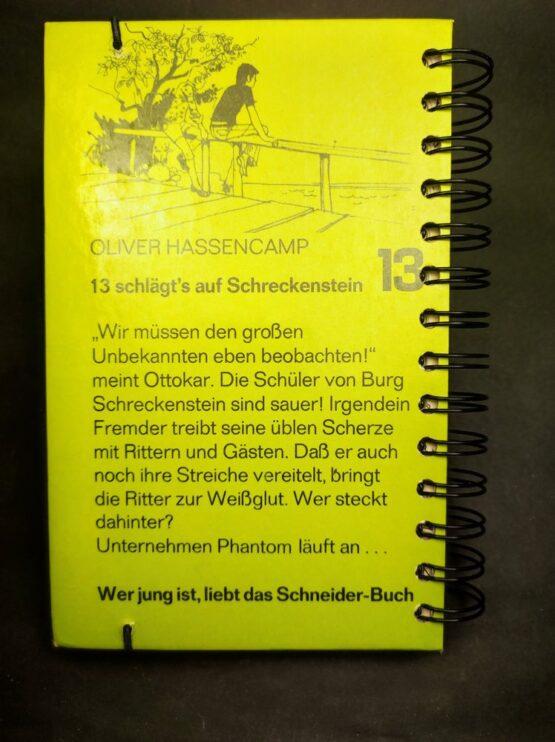 OLIVER HASSENCAMP
13 schlägt's auf Schreckenstein
13
„Wir müssen den großen
Unbekannten eben beobachten!“
meint Ottokar. Die Schüler von Burg
Schreckenstein sind sauer! Irgendein
Fremder treibt seine üblen Scherze
mit Rittern und Gästen. Daß er auch
noch ihre Streiche vereitelt, bringt
die Ritter zur Weißglut. Wer steckt
dahinter?
Unternehmen Phantom läuft an . . .
Wer jung ist, liebt das Schneider-Buch